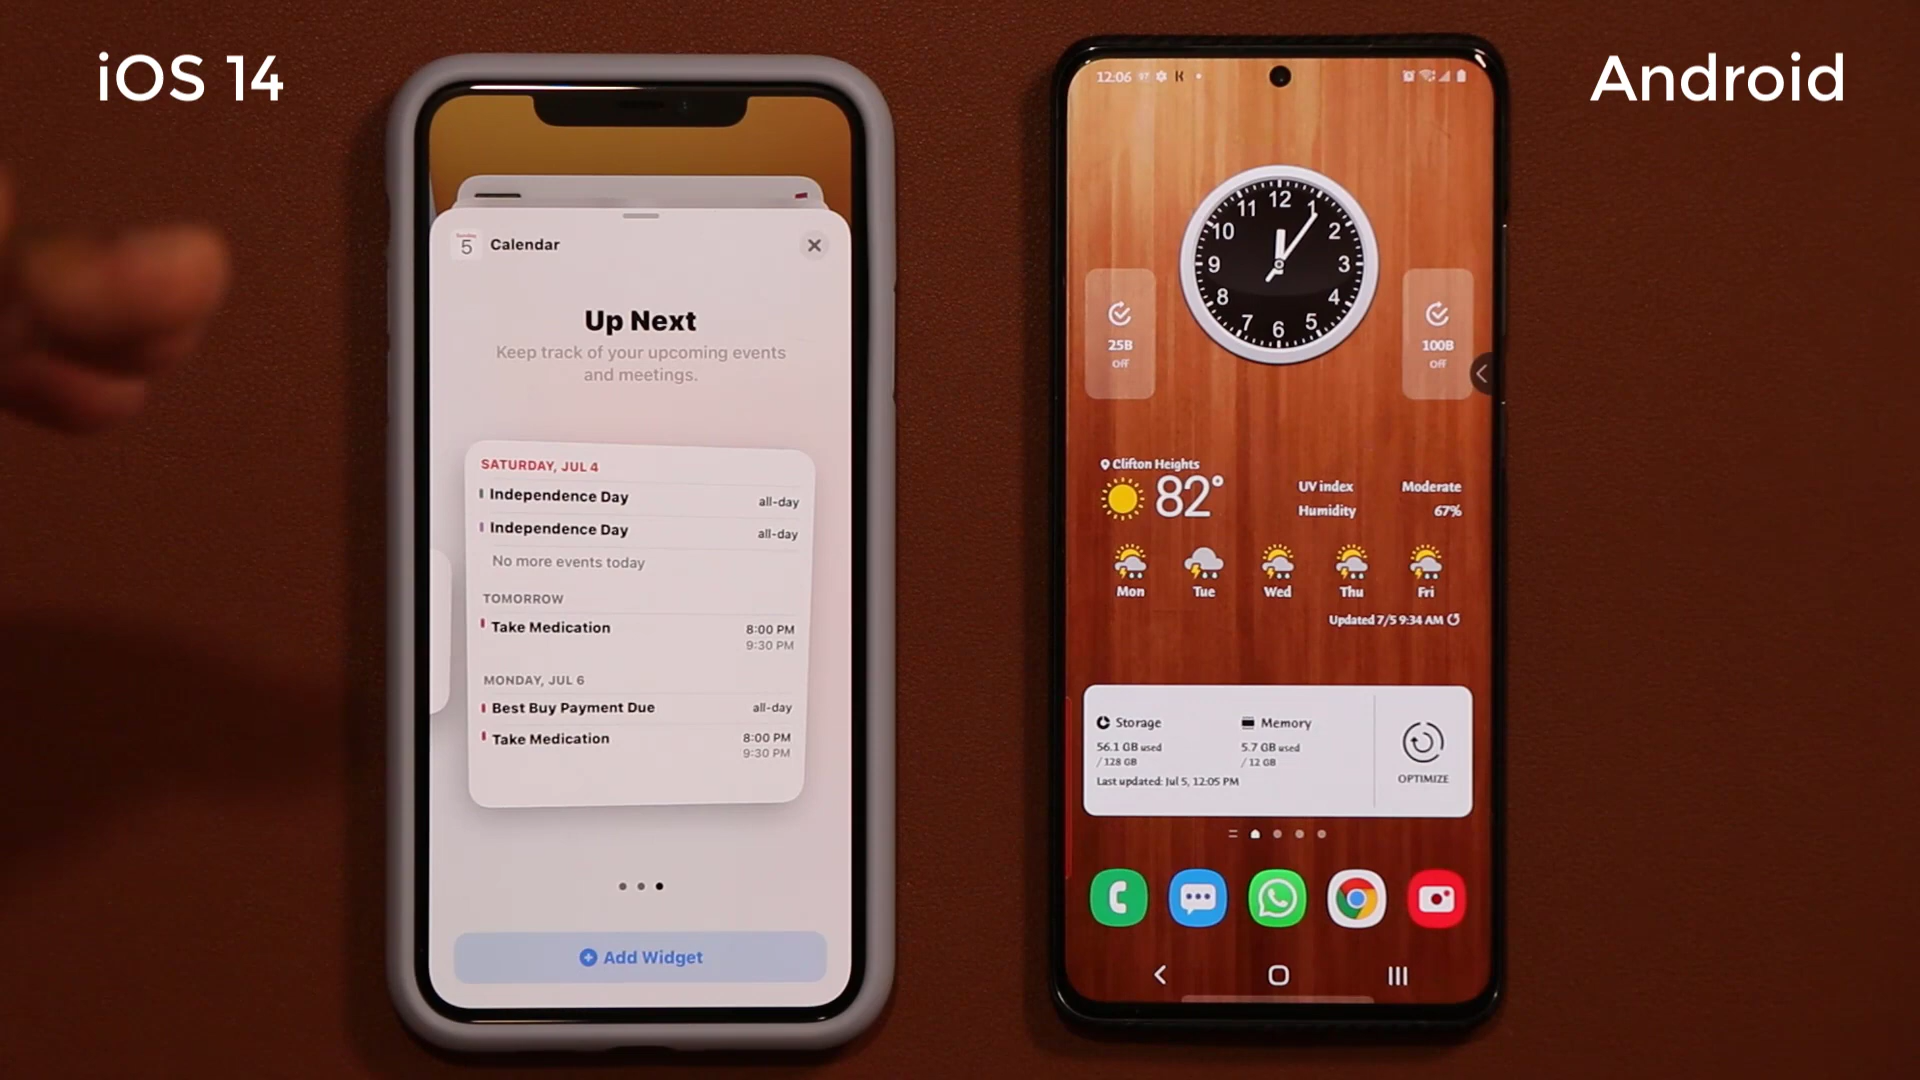 iOS 14
Sunday
5
Calendar
Up Next
Keep track of your upcoming events
and meetings.
SATURDAY, JUL 4
Independence Day all-day
Independence Day all-day
No more events today
TOMORROW
Take Medication 8:00 PM
9:30 PM
MONDAY, JUL 6
Best Buy Payment Due all-day
Take Medication 8:00 PM
9:30 PM
Add Widget
Android
12:06
12
1
2
3
4
5
6
7
8
9
10
11
25B
Off
100B
Off
Clifton Heights
82°
UV index Moderate
Humidity 67%
Mon Tue Wed Thu Fri
Updated 7/5 9:34 AM
Storage Memory
56.1 GB used 5.7 GB used
/ 128 GB / 12 GB
Last updated: Jul 5, 12:05 PM
OPTIMIZE